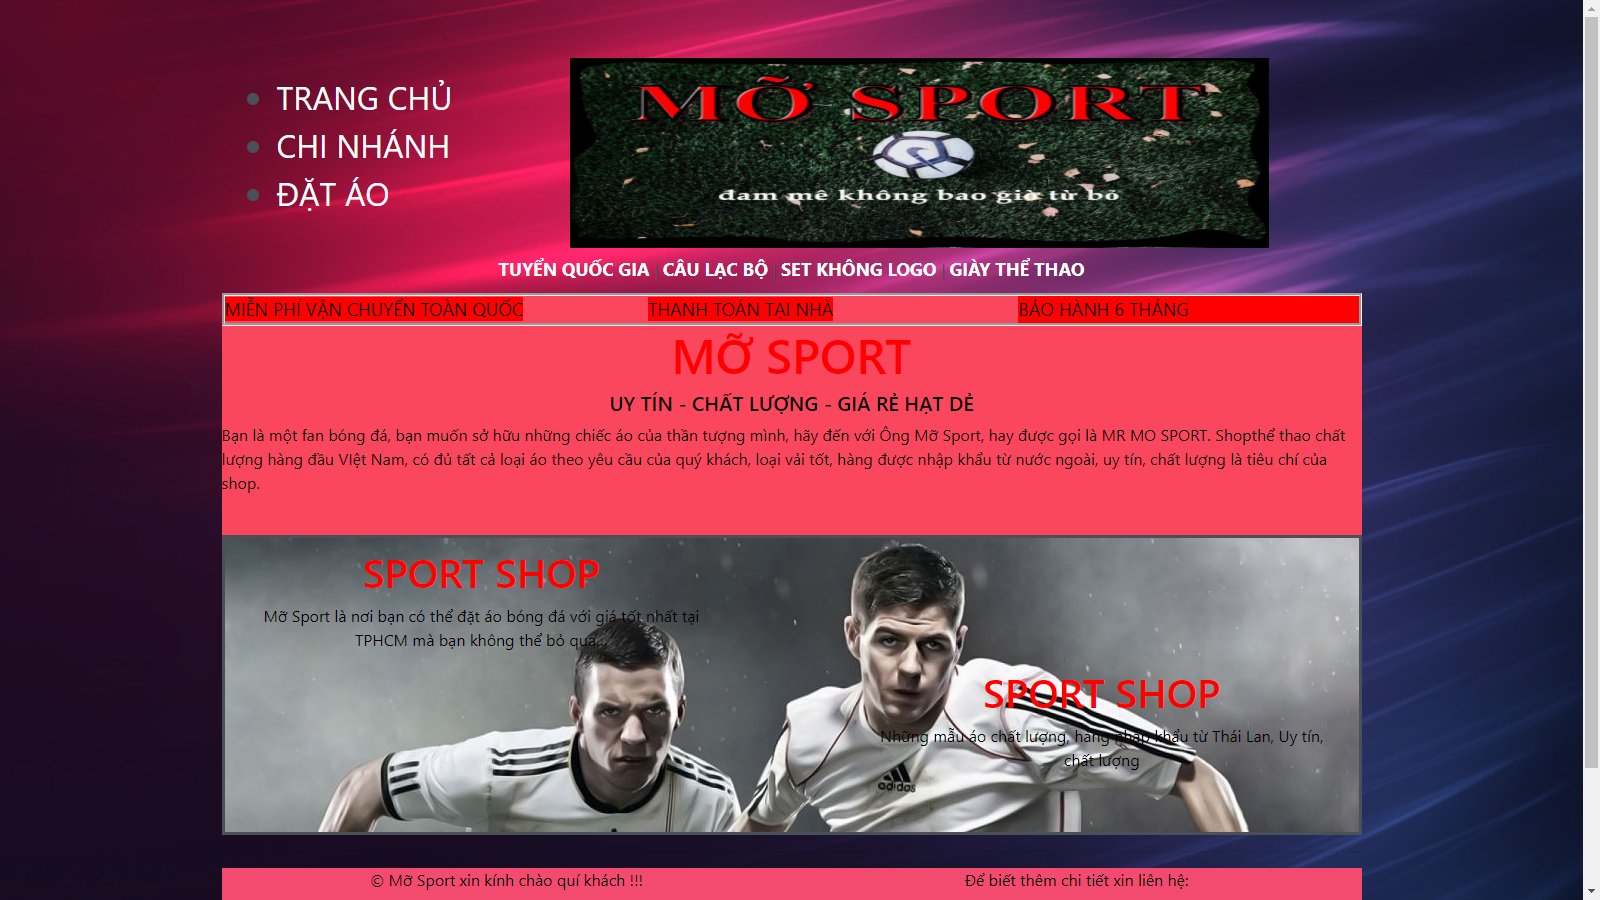 TRANG CHỦ
CHI NHÁNH
ĐẶT ÁO
MỠ SPORT
đam mê không bao giờ từ bỏ
TUYỂN QUỐC GIA | CÂU LẠC BỘ | SET KHÔNG LOGO | GIÀY THỂ THAO
MIỄN PHÍ VẬN CHUYỂN TOÀN QUỐC THANH TOÁN TẠI NHÀ BẢO HÀNH 6 THÁNG
MỠ SPORT
UY TÍN - CHẤT LƯỢNG - GIÁ RẺ HẠT DẺ
Bạn là một fan bóng đá, bạn muốn sở hữu những chiếc áo của thần tượng mình, hãy đến với Ông Mỡ Sport, hay được gọi là MR MO SPORT. Shopthể thao chất
lượng hàng đầu VIệt Nam, có đủ tất cả loại áo theo yêu cầu của quý khách, loại vải tốt, hàng được nhập khẩu từ nước ngoài, uy tín, chất lượng là tiêu chí của
shop.
SPORT SHOP
Mỡ Sport là nơi bạn có thể đặt áo bóng đá với giá tốt nhất tại
TPHCM mà bạn không thể bỏ qua...
SPORT SHOP
Những mẫu áo chất lượng, hàng nhập khẩu từ Thái Lan, Uy tín,
chất lượng
adidas
© Mỡ Sport xin kính chào quí khách !!!
Để biết thêm chi tiết xin liên hệ: